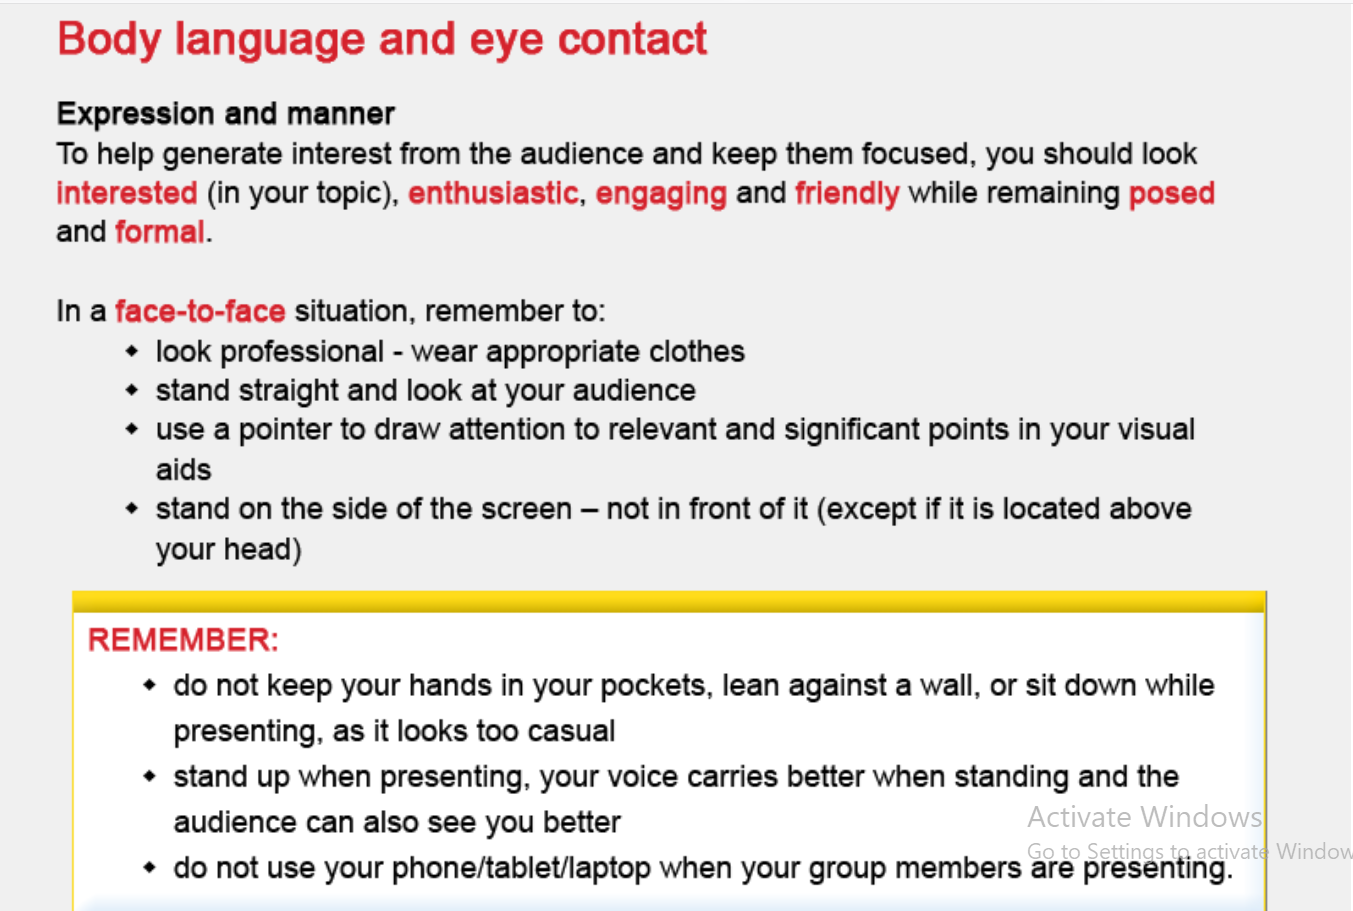 Body language and eye contact
Expression and manner
To help generate interest from the audience and keep them focused, you should look
interested (in your topic), enthusiastic, engaging and friendly while remaining posed
and formal.
In a face-to-face situation, remember to:
◆ look professional - wear appropriate clothes
◆ stand straight and look at your audience
◆ use a pointer to draw attention to relevant and significant points in your visual
aids
◆ stand on the side of the screen – not in front of it (except if it is located above
your head)
REMEMBER:
◆ do not keep your hands in your pockets, lean against a wall, or sit down while
presenting, as it looks too casual
◆ stand up when presenting, your voice carries better when standing and the
audience can also see you better
◆ do not use your phone/tablet/laptop when your group members are presenting.
Activate Windows
Go to Settings to activate Window